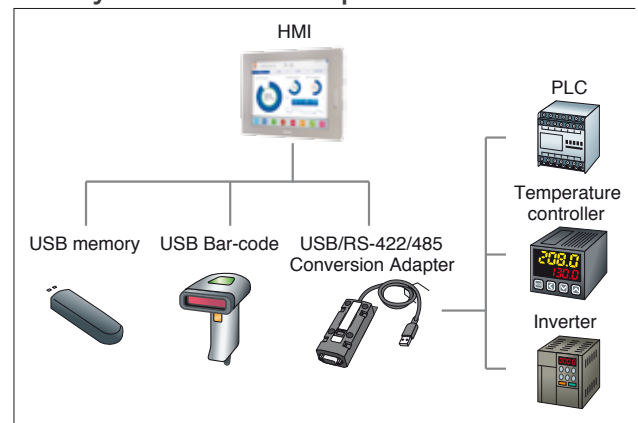 HMI
PLC
Temperature
controller
USB memory
USB Bar-code
USB/RS-422/485
Conversion Adapter
208.0
130.0
Inverter